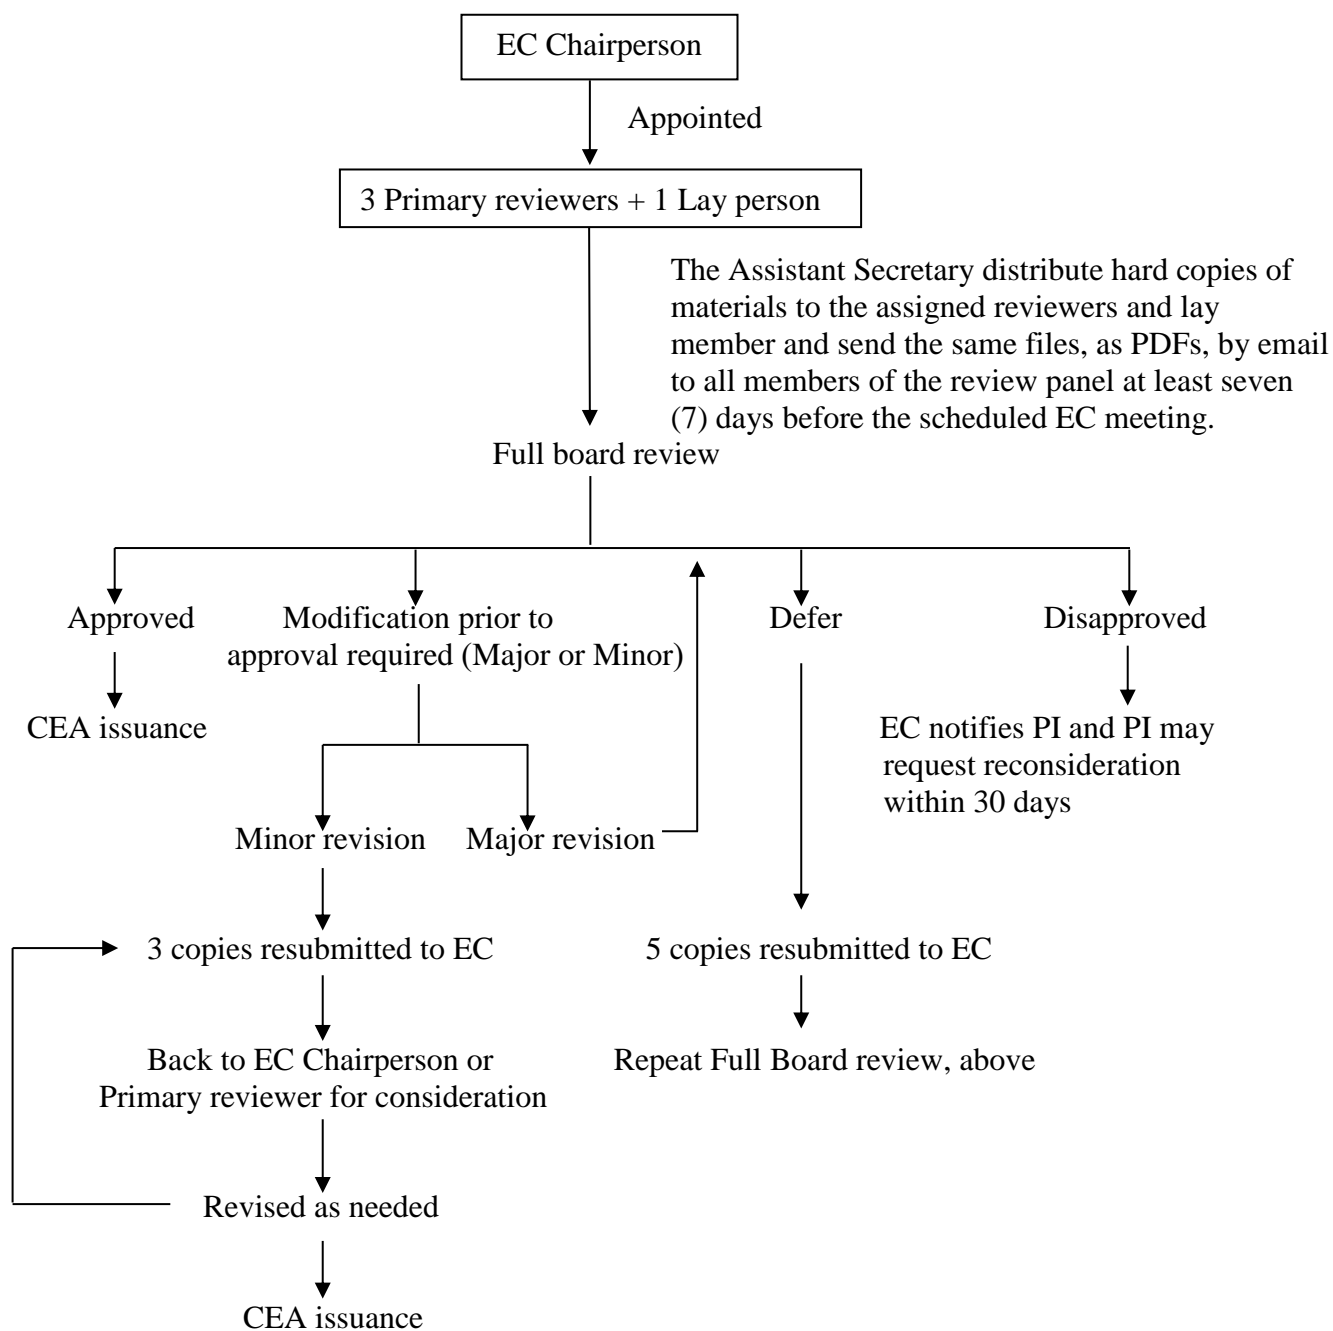 EC Chairperson
Appointed
3 Primary reviewers + 1 Lay person
The Assistant Secretary distribute hard copies of
materials to the assigned reviewers and lay
member and send the same files, as PDFs, by email
to all members of the review panel at least seven
(7) days before the scheduled EC meeting.
Full board review
Approved
Modification prior to
approval required (Major or Minor)
Defer
Disapproved
CEA issuance
EC notifies PI and PI may
request reconsideration
within 30 days
Minor revision
Major revision
3 copies resubmitted to EC
5 copies resubmitted to EC
Back to EC Chairperson or
Primary reviewer for consideration
Repeat Full Board review, above
Revised as needed
CEA issuance